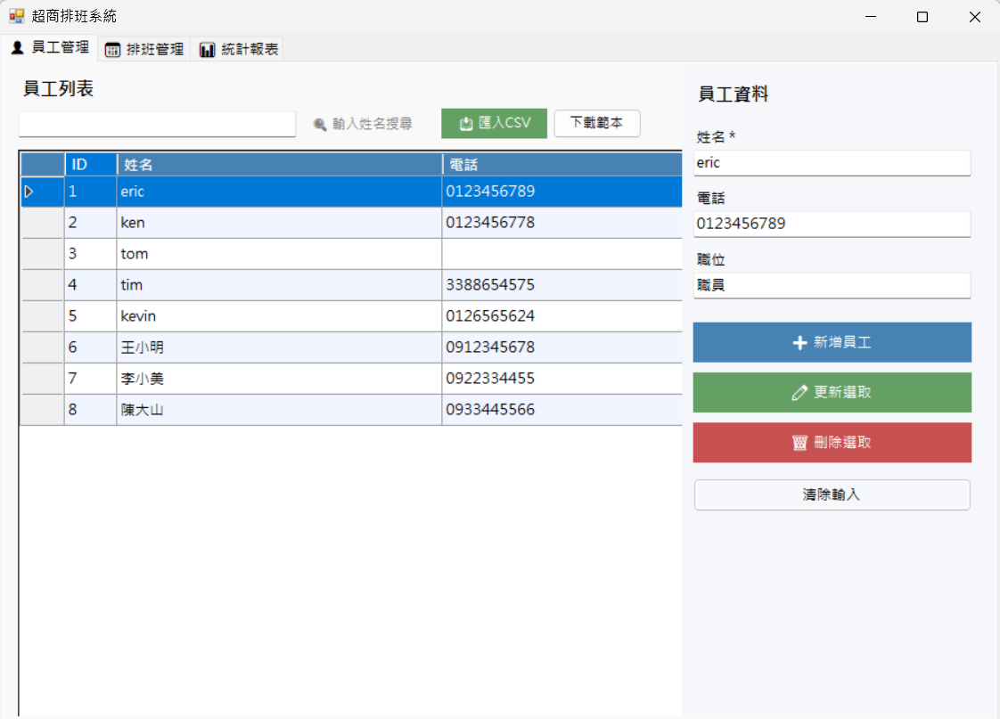 超商排班系統
員工管理 排班管理 統計報表
員工列表
輸入姓名搜尋 匯入CSV 下載範本
ID 姓名 電話
1 eric 0123456789
2 ken 0123456778
3 tom
4 tim 3388654575
5 kevin 0126565624
6 王小明 0912345678
7 李小美 0922334455
8 陳大山 0933445566
員工資料
姓名 *
eric
電話
0123456789
職位
職員
新增員工
更新選取
刪除選取
清除輸入